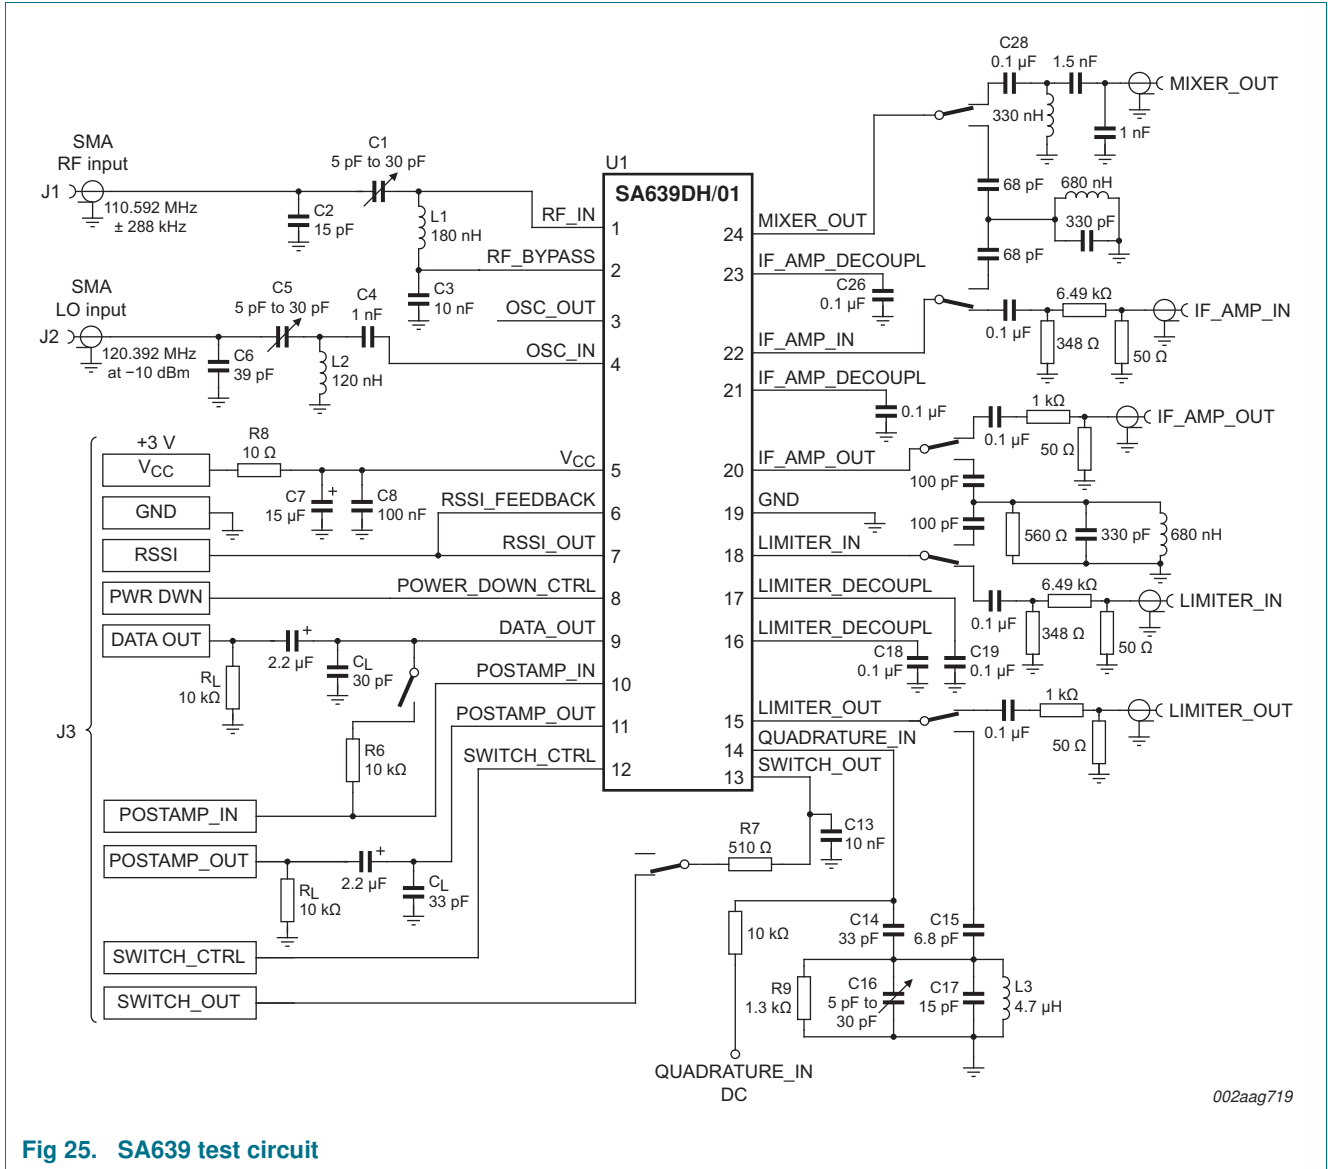 C28
0.1 µF
1.5 nF
MIXER_OUT
330 nH
1 nF
SMA
RF input
J1
110.592 MHz
± 288 kHz
C1
5 pF to 30 pF
C2
15 pF
L1
180 nH
C3
10 nF
U1
SA639DH/01
RF_IN
1
RF_BYPASS
2
OSC_OUT
3
OSC_IN
4
SMA
LO input
J2
120.392 MHz
at −10 dBm
C5
5 pF to 30 pF
C4
1 nF
C6
39 pF
L2
120 nH
24
MIXER_OUT
68 pF
680 nH
330 pF
68 pF
23
IF_AMP_DECOUPL
C26
0.1 µF
22
IF_AMP_IN
0.1 µF
6.49 kΩ
348 Ω
50 Ω
IF_AMP_IN
21
IF_AMP_DECOUPL
0.1 µF
20
IF_AMP_OUT
0.1 µF
1 kΩ
50 Ω
IF_AMP_OUT
100 pF
100 pF
560 Ω
330 pF
680 nH
19
GND
18
LIMITER_IN
0.1 µF
6.49 kΩ
348 Ω
50 Ω
LIMITER_IN
17
LIMITER_DECOUPL
16
LIMITER_DECOUPL
C18
0.1 µF
C19
0.1 µF
15
LIMITER_OUT
0.1 µF
1 kΩ
50 Ω
LIMITER_OUT
14
QUADRATURE_IN
13
SWITCH_OUT
J3
+3 V
VCC
R8
10 Ω
C7
+
15 µF
C8
100 nF
VCC
5
GND
RSSI_FEEDBACK
6
RSSI
RSSI_OUT
7
PWR DWN
POWER_DOWN_CTRL
8
DATA OUT
RL
10 kΩ
+
2.2 µF
CL
30 pF
DATA_OUT
9
POSTAMP_IN
10
POSTAMP_OUT
11
SWITCH_CTRL
12
R6
10 kΩ
POSTAMP_IN
POSTAMP_OUT
RL
10 kΩ
+
2.2 µF
CL
33 pF
SWITCH_CTRL
SWITCH_OUT
R7
510 Ω
C13
10 nF
10 kΩ
C14
33 pF
C15
6.8 pF
R9
1.3 kΩ
C16
5 pF to
30 pF
C17
15 pF
L3
4.7 µH
QUADRATURE_IN
DC
002aag719
Fig 25. SA639 test circuit